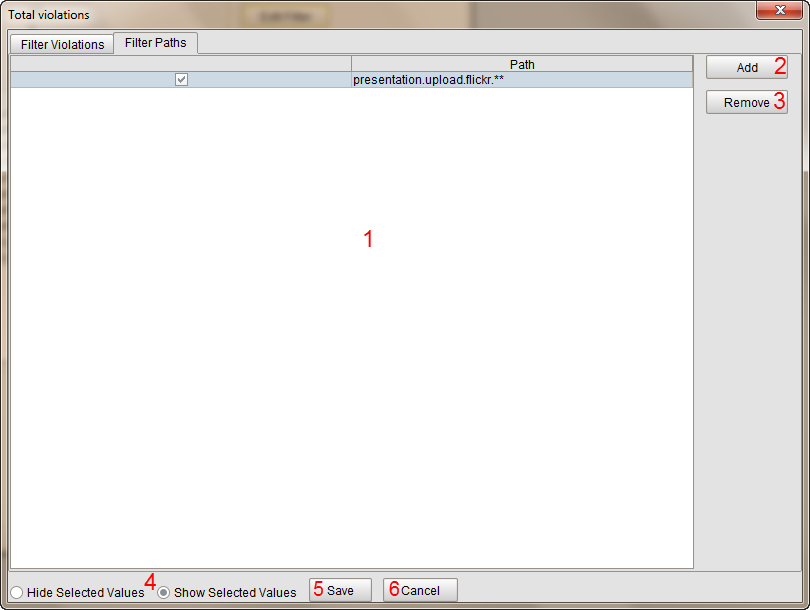 Total violations
Filter Violations Filter Paths
Path
presentation.upload.flickr.**
Add 2
Remove 3
1
Hide Selected Values 4 Show Selected Values 5 Save 6 Cancel